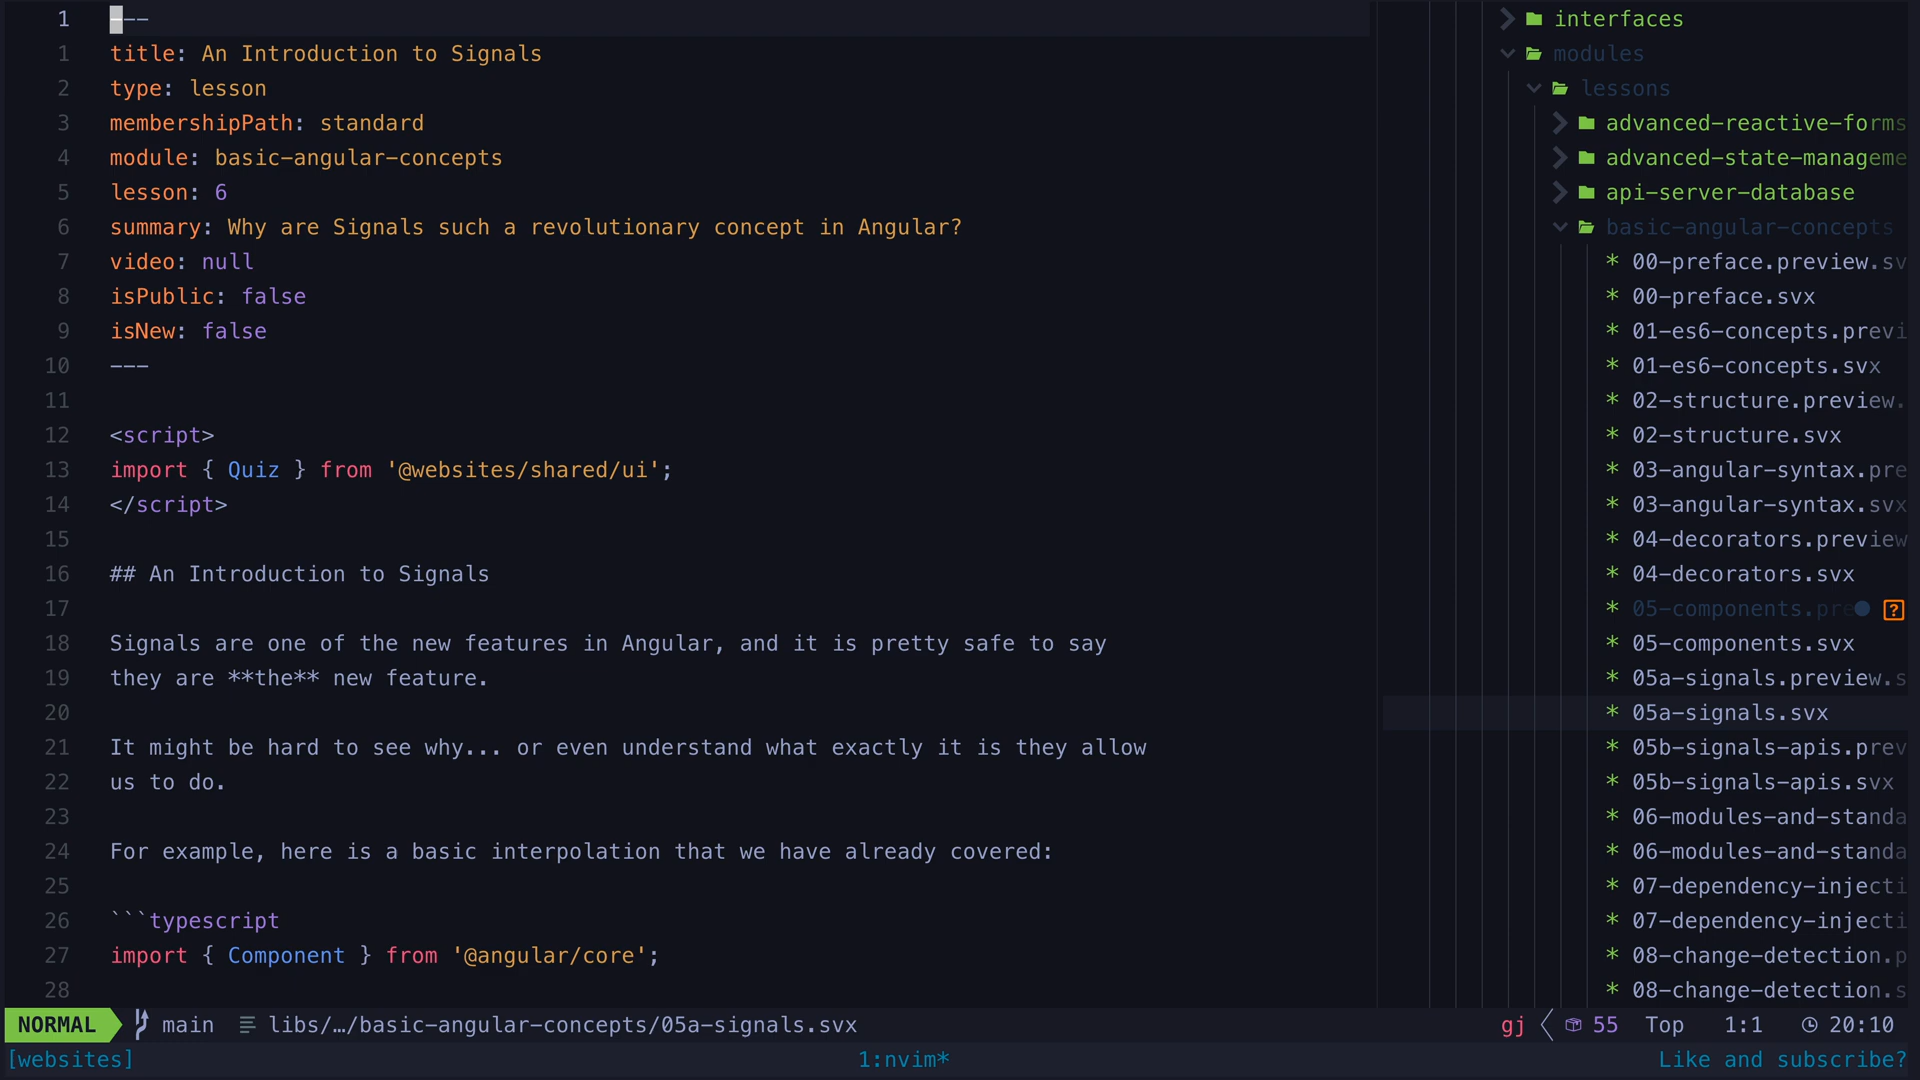 1 ---
1 title: An Introduction to Signals
2 type: lesson
3 membershipPath: standard
4 module: basic-angular-concepts
5 lesson: 6
6 summary: Why are Signals such a revolutionary concept in Angular?
7 video: null
8 isPublic: false
9 isNew: false
10 ---
11
12 <script>
13 import { Quiz } from '@websites/shared/ui';
14 </script>
15
16 ## An Introduction to Signals
17
18 Signals are one of the new features in Angular, and it is pretty safe to say
19 they are **the** new feature.
20
21 It might be hard to see why... or even understand what exactly it is they allow
22 us to do.
23
24 For example, here is a basic interpolation that we have already covered:
25
26 ```typescript
27 import { Component } from '@angular/core';
28
interfaces
modules
lessons
advanced-reactive-forms
advanced-state-manageme
api-server-database
basic-angular-concepts
* 00-preface.preview.sv
* 00-preface.svx
* 01-es6-concepts.previ
* 01-es6-concepts.svx
* 02-structure.preview.
* 02-structure.svx
* 03-angular-syntax.pre
* 03-angular-syntax.svx
* 04-decorators.preview
* 04-decorators.svx
* 05-components.pre ?
* 05-components.svx
* 05a-signals.preview.s
* 05a-signals.svx
* 05b-signals-apis.prev
* 05b-signals-apis.svx
* 06-modules-and-standa
* 06-modules-and-standa
* 07-dependency-injecti
* 07-dependency-injecti
* 08-change-detection.p
* 08-change-detection.s
NORMAL main libs/…/basic-angular-concepts/05a-signals.svx gj 55 Top 1:1 20:10
[websites] 1:nvim* Like and subscribe?